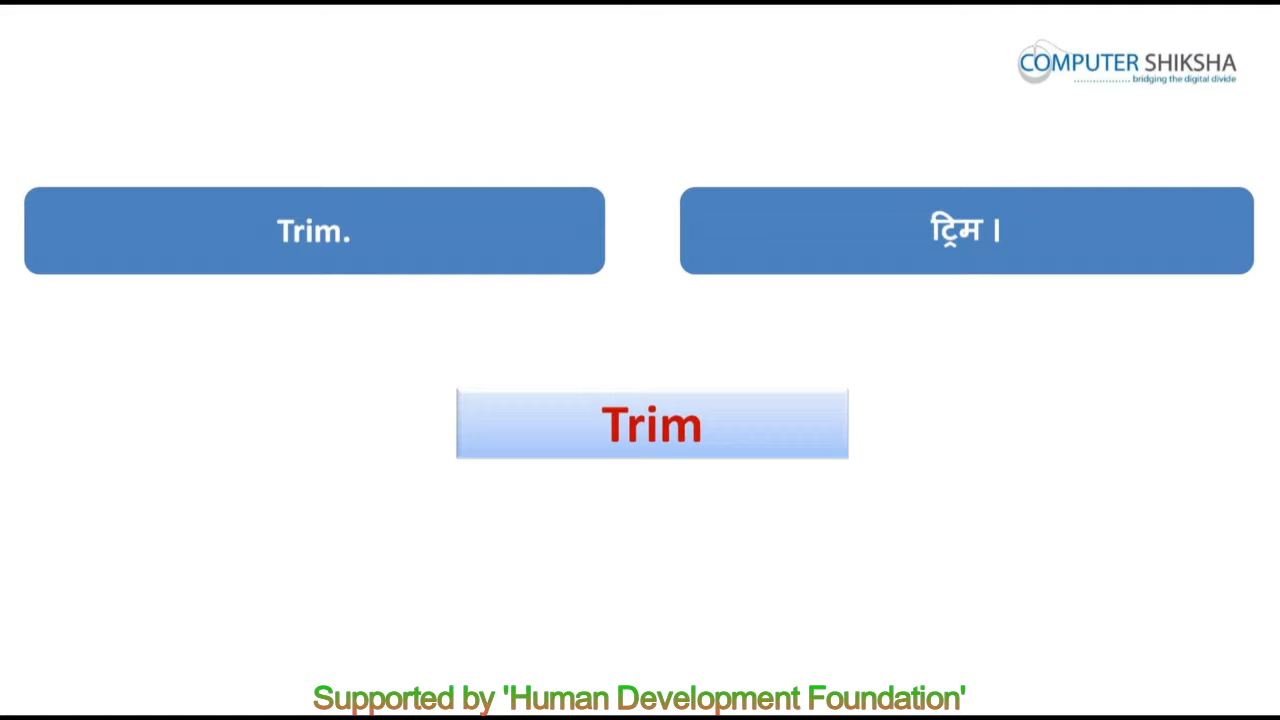 COMPUTER SHIKSHA
bridging the digital divide
Trim.
ट्रिम ।
Trim
Supported by 'Human Development Foundation'